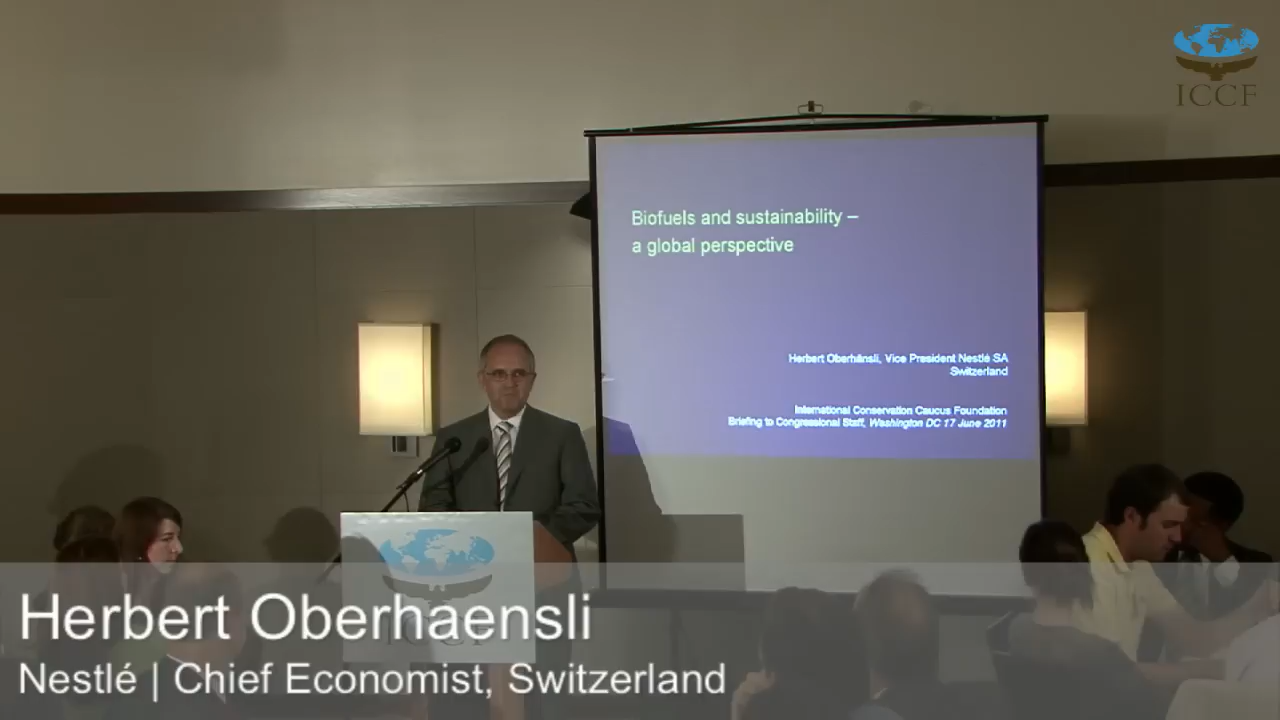 ICCF
Biofuels and sustainability –
a global perspective
Herbert Oberhänsli, Vice President Nestlé SA
Switzerland
International Conservation Caucus Foundation
Briefing to Congressional Staff, Washington DC 17 June 2011
ICCF
Herbert Oberhaensli
Nestlé | Chief Economist, Switzerland